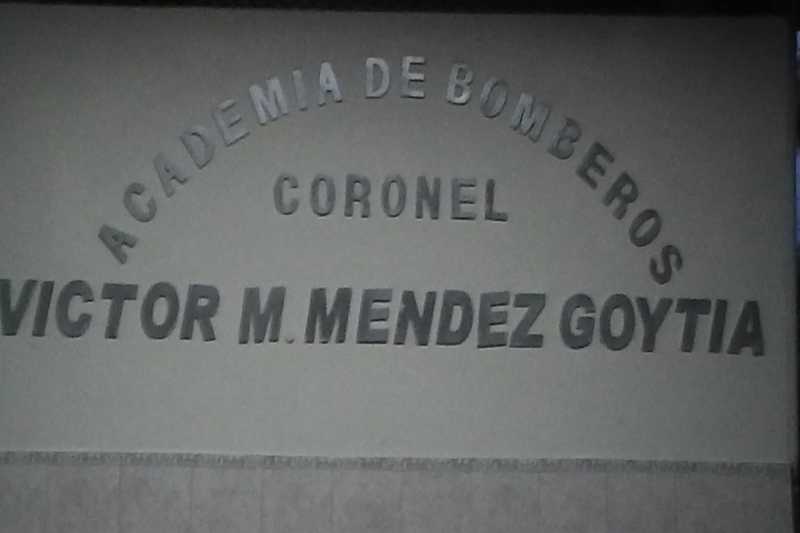 ACADEMIA DE BOMBEROS
CORONEL
VICTOR M. MENDEZ GOYTIA